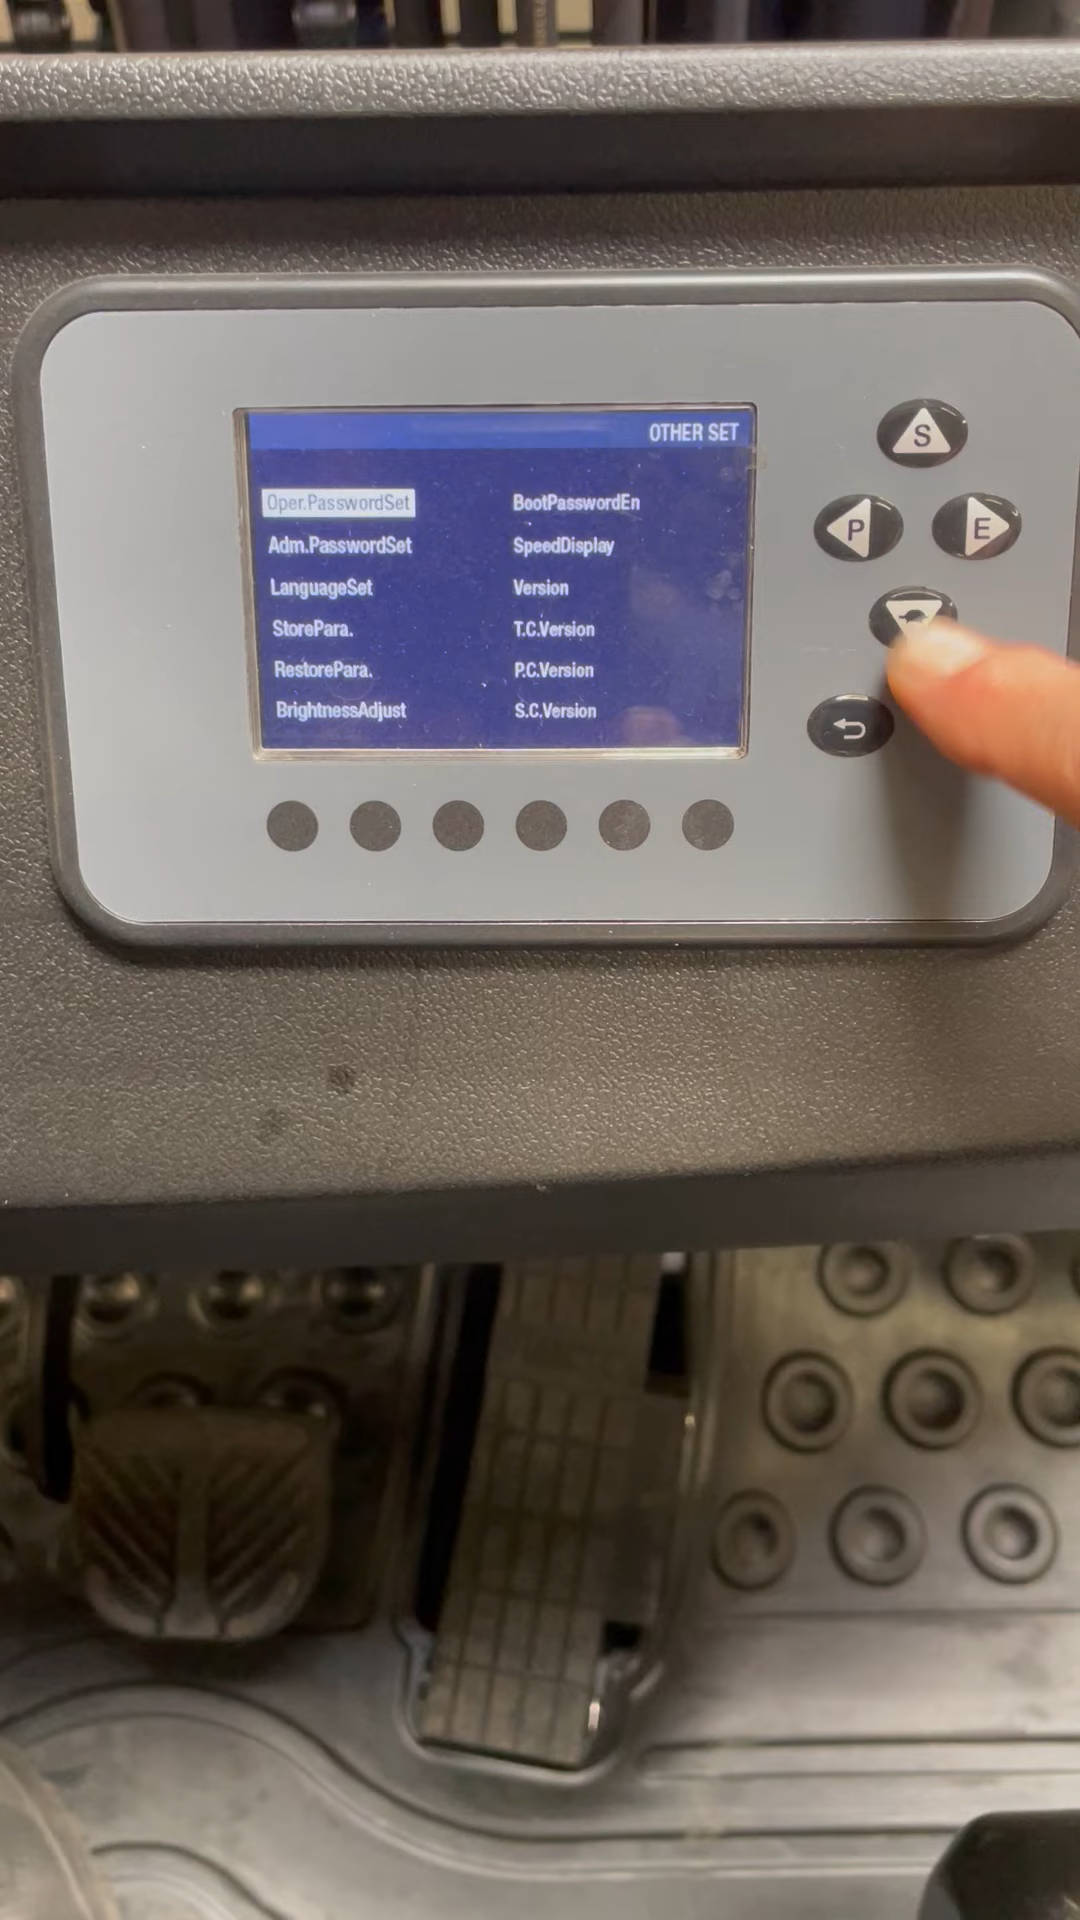 OTHER SET
Oper.PasswordSet
Adm.PasswordSet
LanguageSet
StorePara.
RestorePara.
BrightnessAdjust
BootPasswordEn
SpeedDisplay
Version
T.C.Version
P.C.Version
S.C.Version
S
P
E